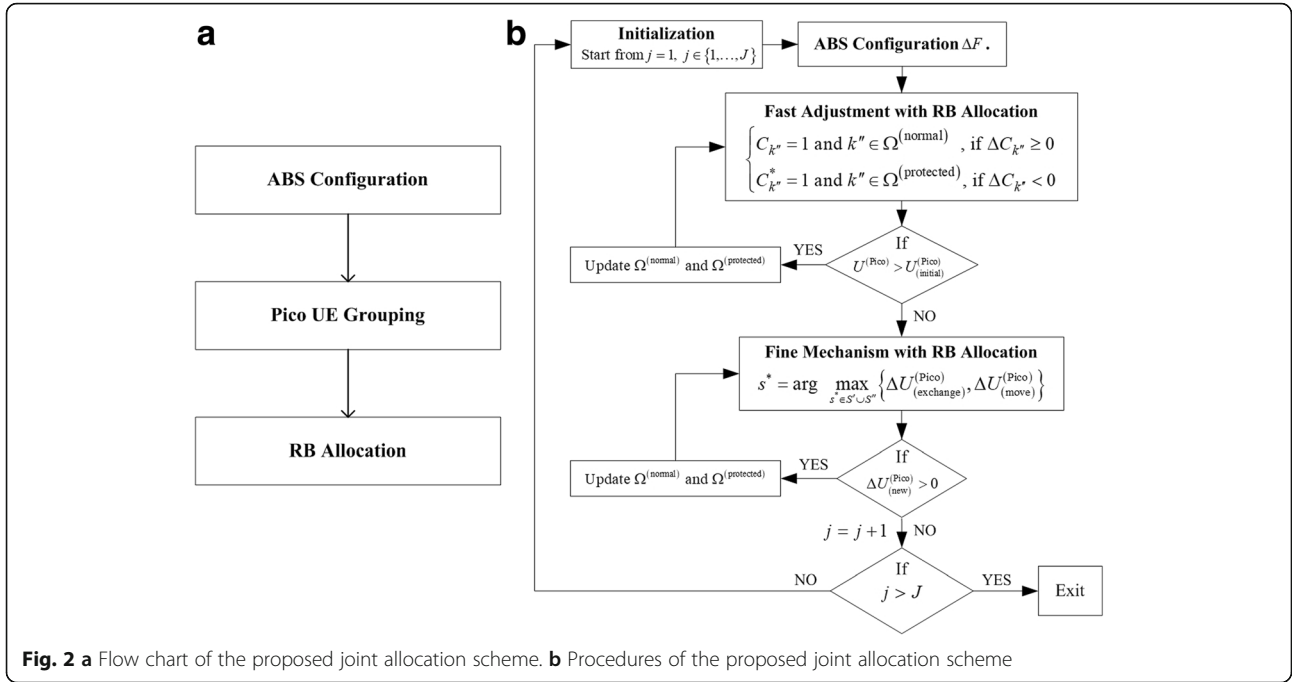 a
ABS Configuration
Pico UE Grouping
RB Allocation
b
Initialization
Start from j = 1, j ∈ {1,…,J}
ABS Configuration ΔF .
Fast Adjustment with RB Allocation
C_{k″} = 1 and k″ ∈ Ω^{(normal)} , if ΔC_{k″} ≥ 0
C*_{k″} = 1 and k″ ∈ Ω^{(protected)}, if ΔC_{k″} < 0
If
U^{(Pico)} > U^{(Pico)}_{(initial)}
YES
Update Ω^{(normal)} and Ω^{(protected)}
NO
Fine Mechanism with RB Allocation
s^* = arg max_{s^*∈S′∪S″} {ΔU^{(Pico)}_{(exchange)}, ΔU^{(Pico)}_{(move)}}
If
ΔU^{(Pico)}_{(new)} > 0
YES
Update Ω^{(normal)} and Ω^{(protected)}
j = j+1 NO
If
j > J
NO
YES
Exit
Fig. 2 a Flow chart of the proposed joint allocation scheme. b Procedures of the proposed joint allocation scheme